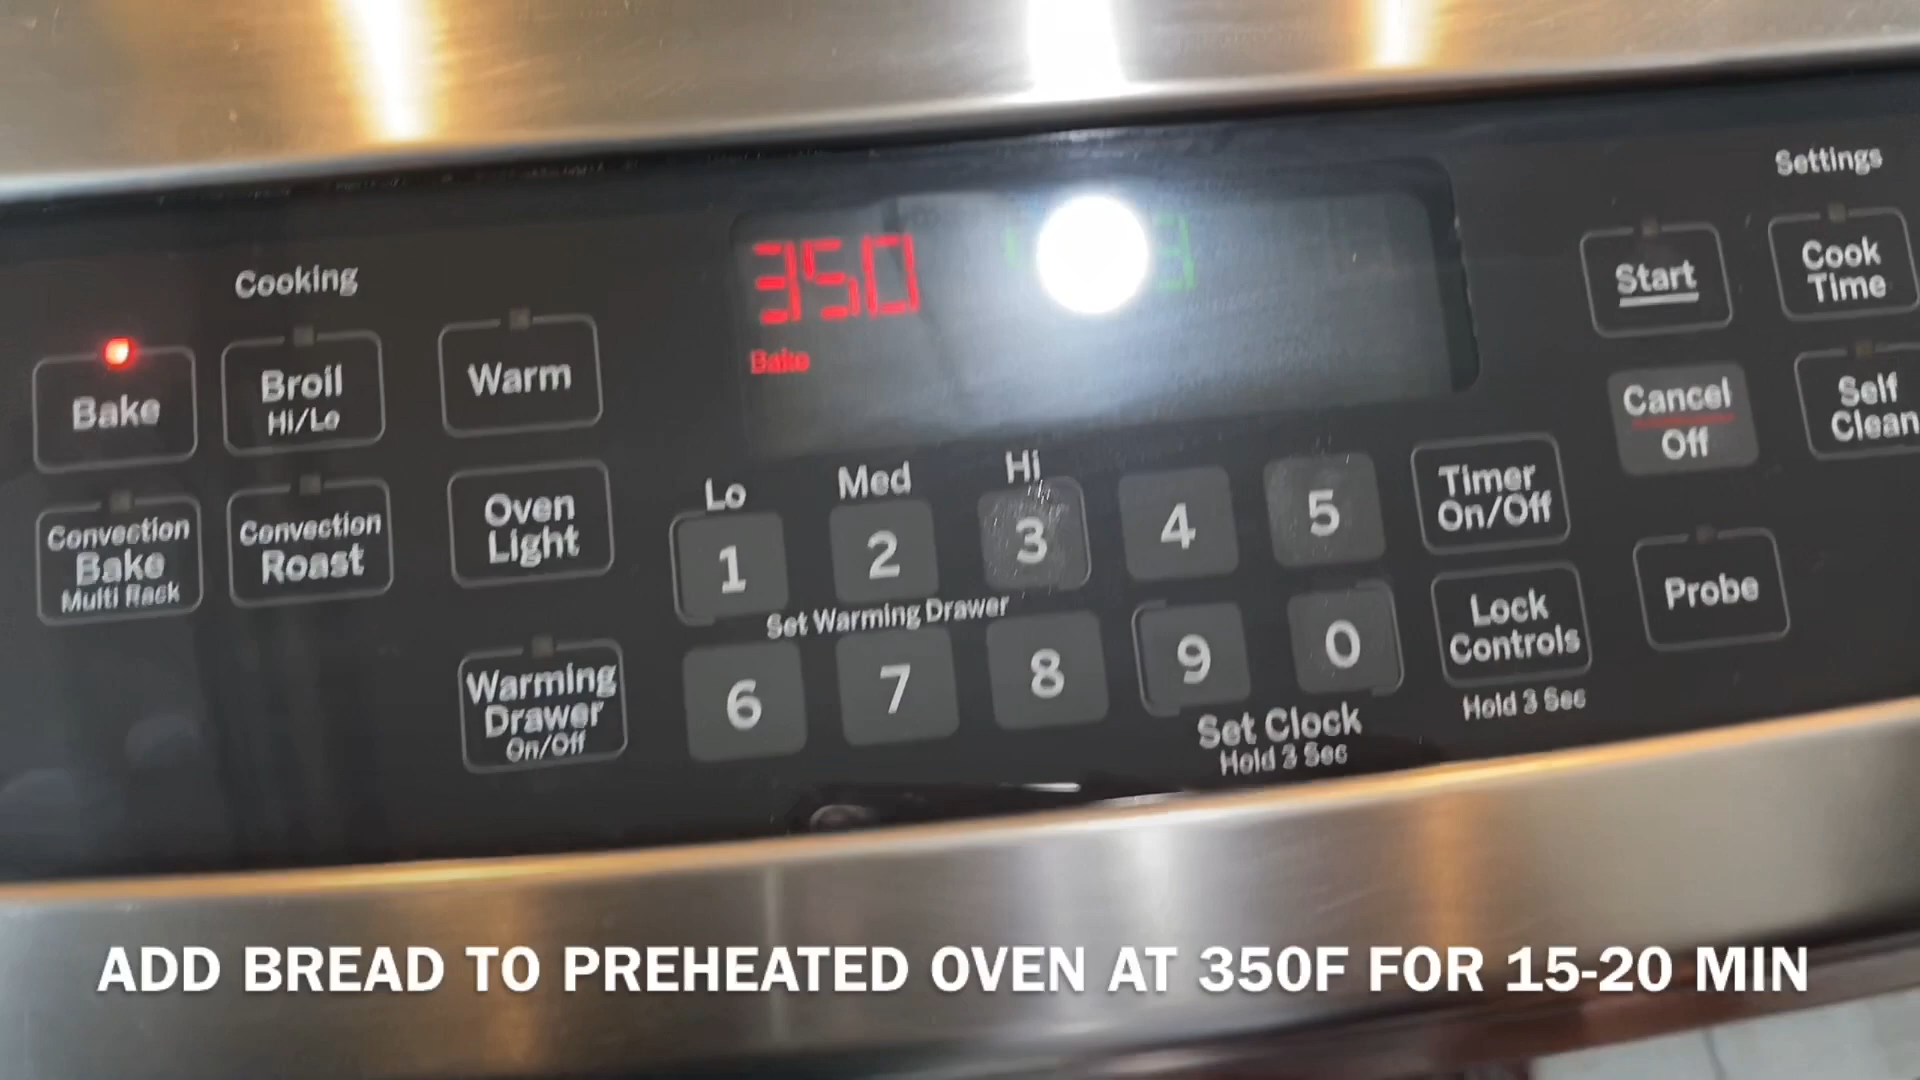 Settings
Cooking
350
Bake
Start
Cook
Time
Bake
Broil
Hi/Lo
Warm
Cancel
Off
Self
Clean
Lo
Med
Hi
1
2
3
4
5
Timer
On/Off
Convection
Bake
Multi Rack
Convection
Roast
Oven
Light
Set Warming Drawer
6
7
8
9
0
Lock
Controls
Hold 3 Sec
Probe
Warming
Drawer
On/Off
Set Clock
Hold 3 Sec
ADD BREAD TO PREHEATED OVEN AT 350F FOR 15-20 MIN